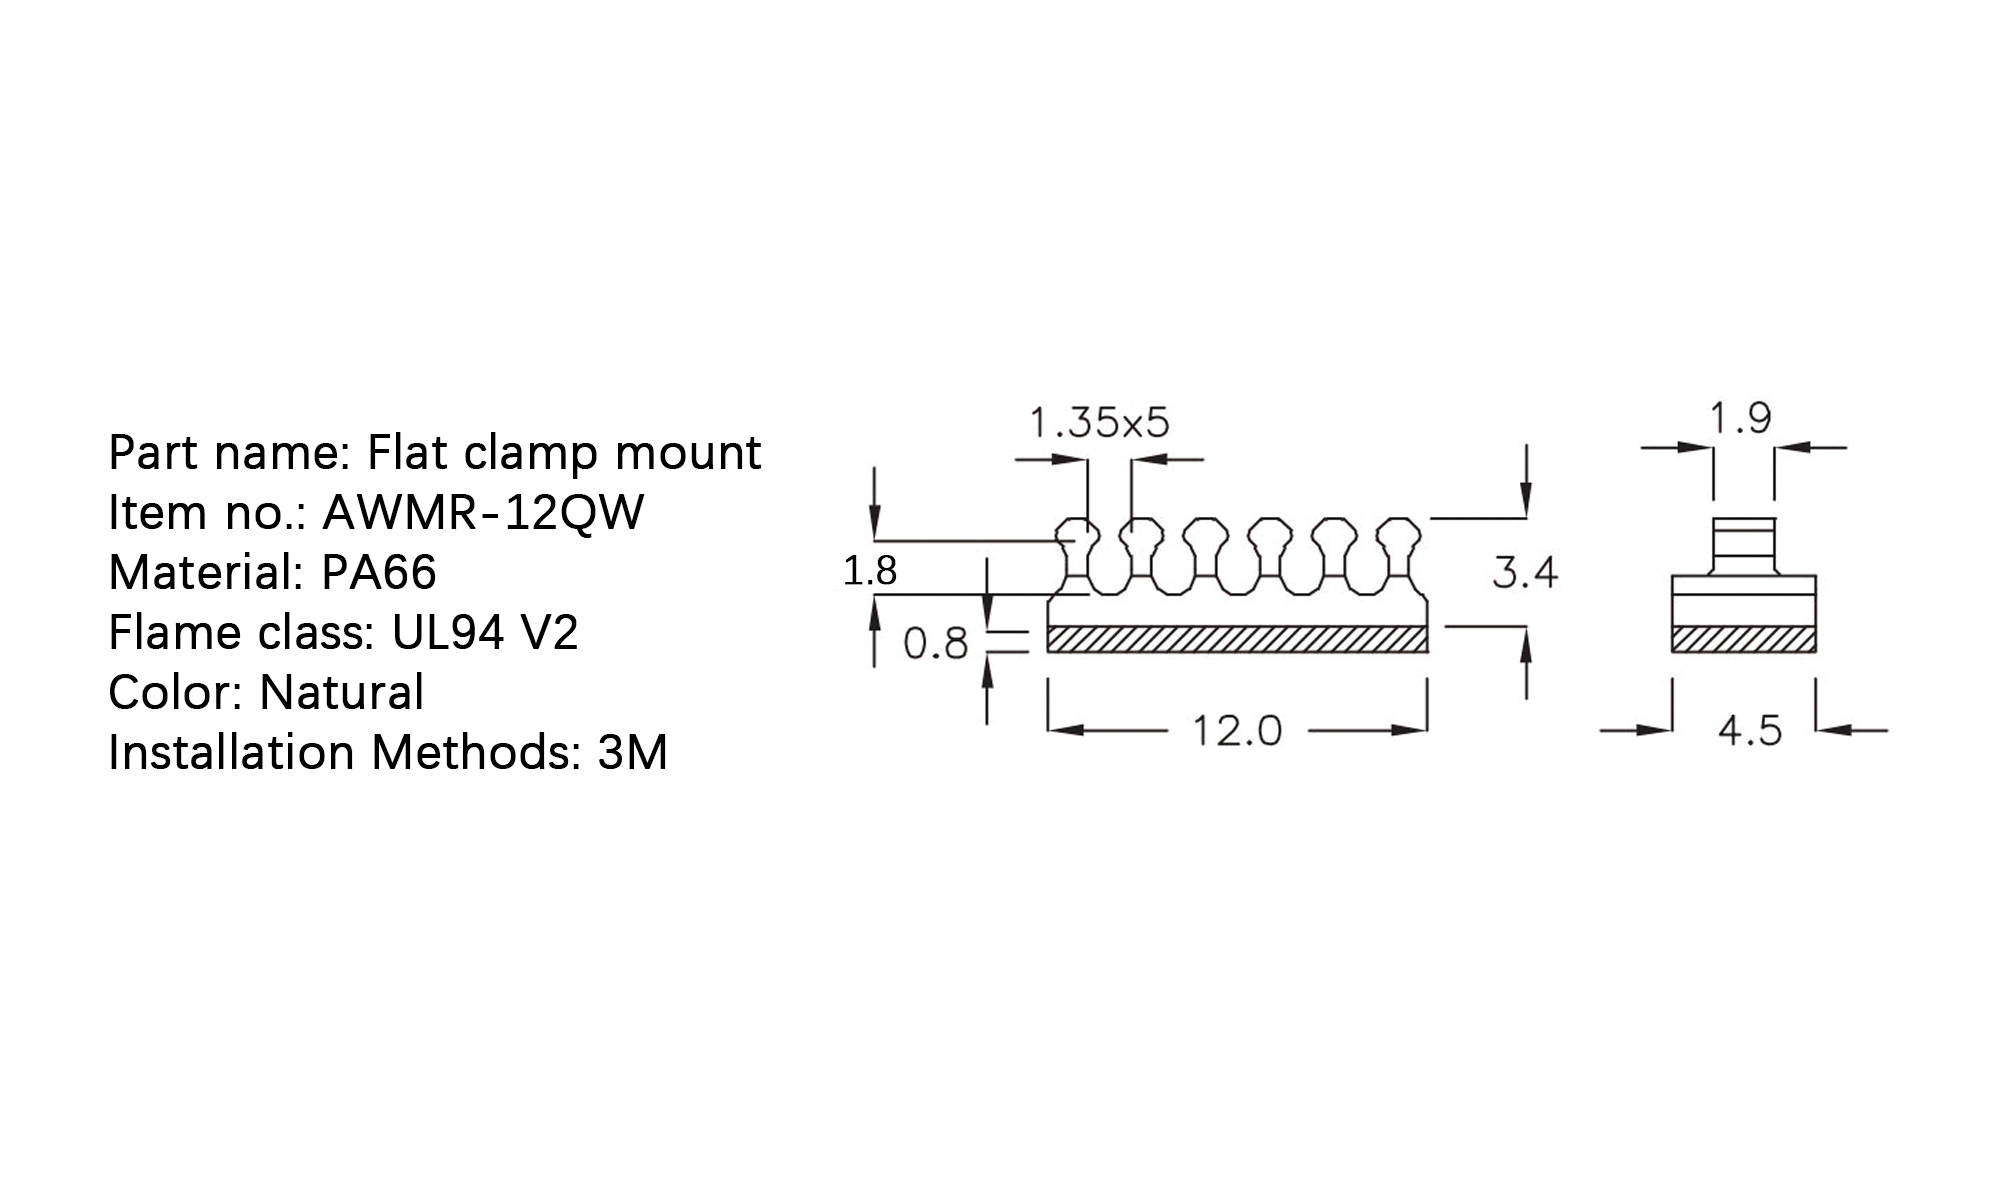 Part name: Flat clamp mount
Item no.: AWMR-12QW
Material: PA66
Flame class: UL94 V2
Color: Natural
Installation Methods: 3M
1.35x5
1.9
1.8
3.4
0.8
12.0
4.5